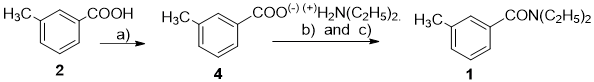 H₃C COOH a) H₃C COO⁽⁻⁾ ⁽⁺⁾H₂N(C₂H₅)₂. b) and c) H₃C CON(C₂H₅)₂
2 4 1